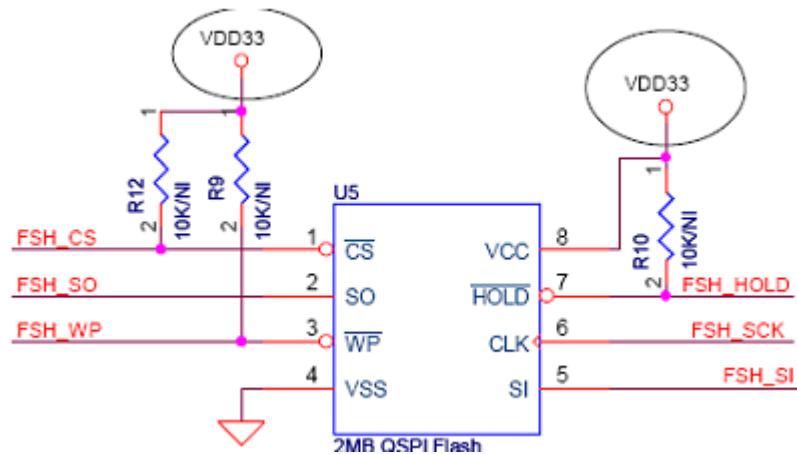 VDD33
VDD33
1
1
R12
10K/NI
R9
10K/NI
2
2
1
R10
10K/NI
2
U5
FSH_CS
1
CS
VCC
8
FSH_SO
2
SO
HOLD
7
FSH_HOLD
FSH_WP
3
WP
CLK
6
FSH_SCK
4
VSS
SI
5
FSH_SI
2MB QSPI Flash